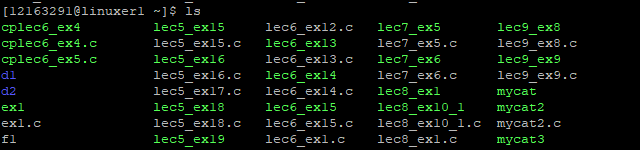 [12163291@linuxer1 ~]$ ls
cplec6_ex4 lec5_ex15 lec6_ex12.c lec7_ex5 lec9_ex8
cplec6_ex4.c lec5_ex15.c lec6_ex13 lec7_ex5.c lec9_ex8.c
cplec6_ex5.c lec5_ex16 lec6_ex13.c lec7_ex6 lec9_ex9
d1 lec5_ex16.c lec6_ex14 lec7_ex6.c lec9_ex9.c
d2 lec5_ex17.c lec6_ex14.c lec8_ex1 mycat
ex1 lec5_ex18 lec6_ex15 lec8_ex10_1 mycat2
ex1.c lec5_ex18.c lec6_ex15.c lec8_ex10_1.c mycat2.c
f1 lec5_ex19 lec6_ex1.c lec8_ex1.c mycat3